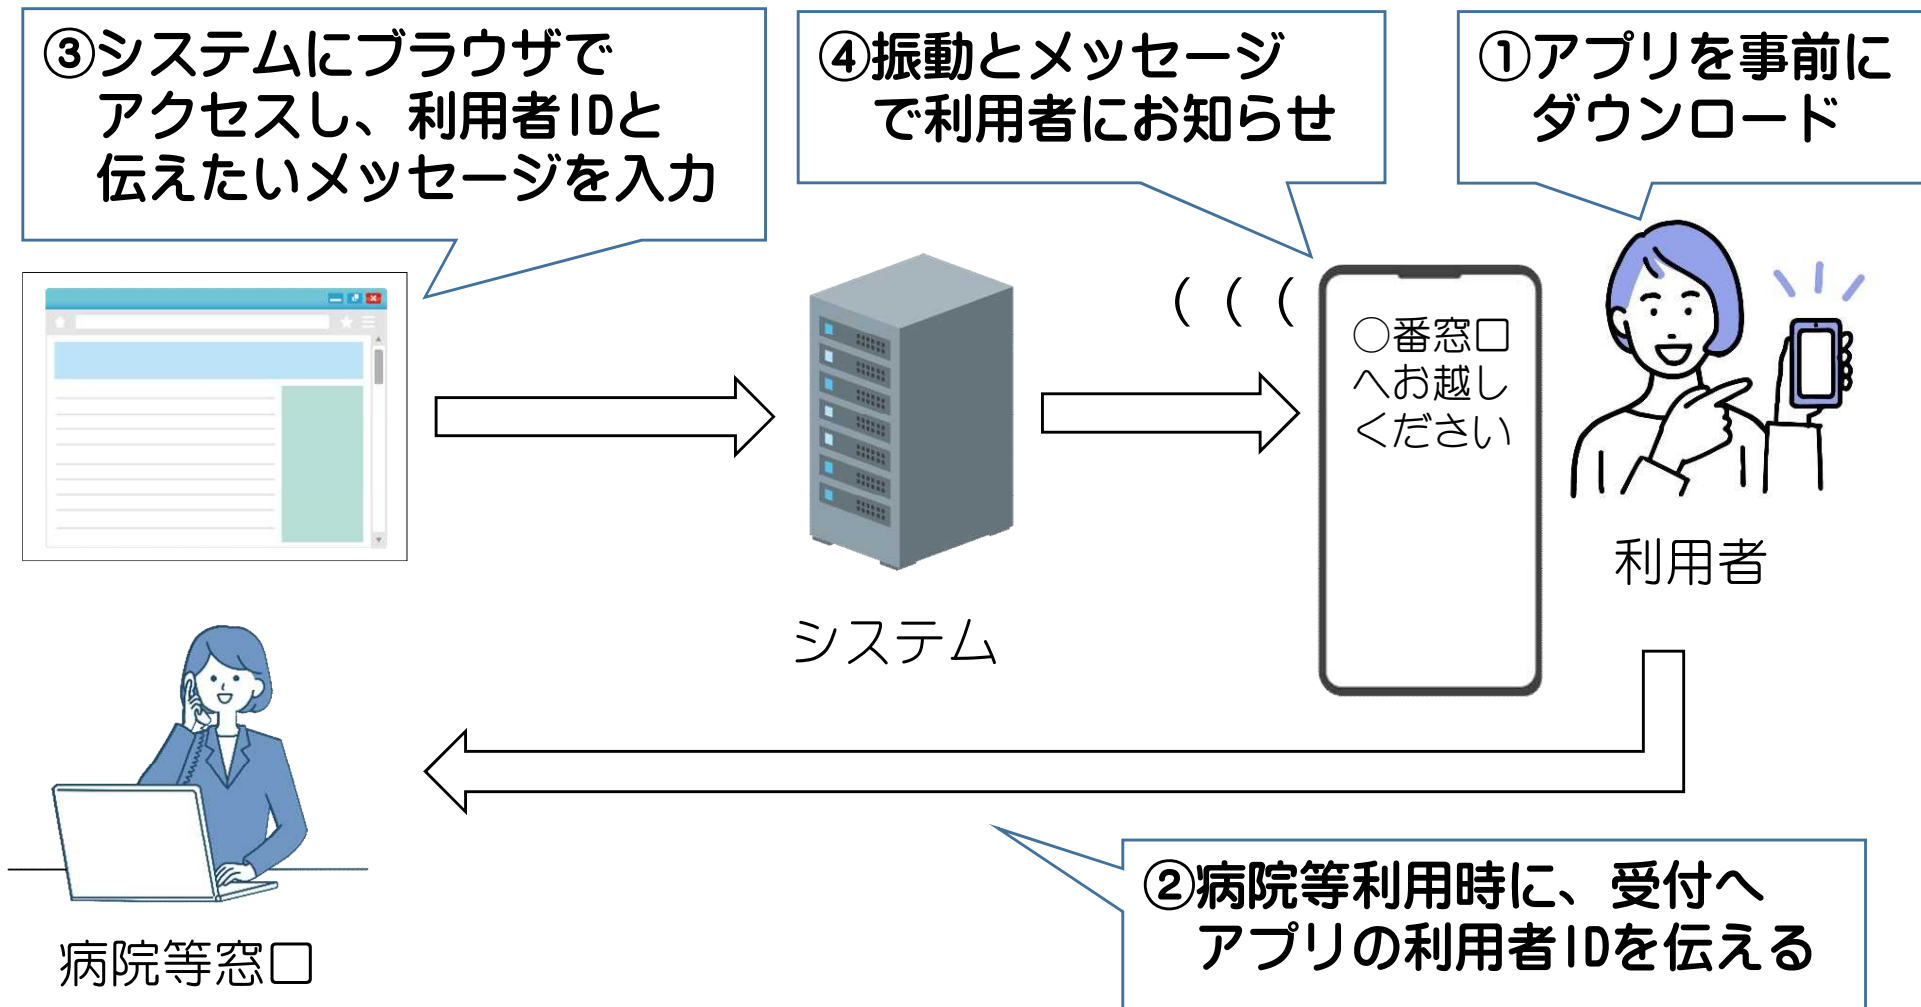 ③システムにブラウザで
アクセスし、利用者IDと
伝えたいメッセージを入力
④振動とメッセージ
で利用者にお知らせ
①アプリを事前に
ダウンロード
( ( (
○番窓口
へお越し
ください
利用者
システム
病院等窓口
②病院等利用時に、受付へ
アプリの利用者IDを伝える